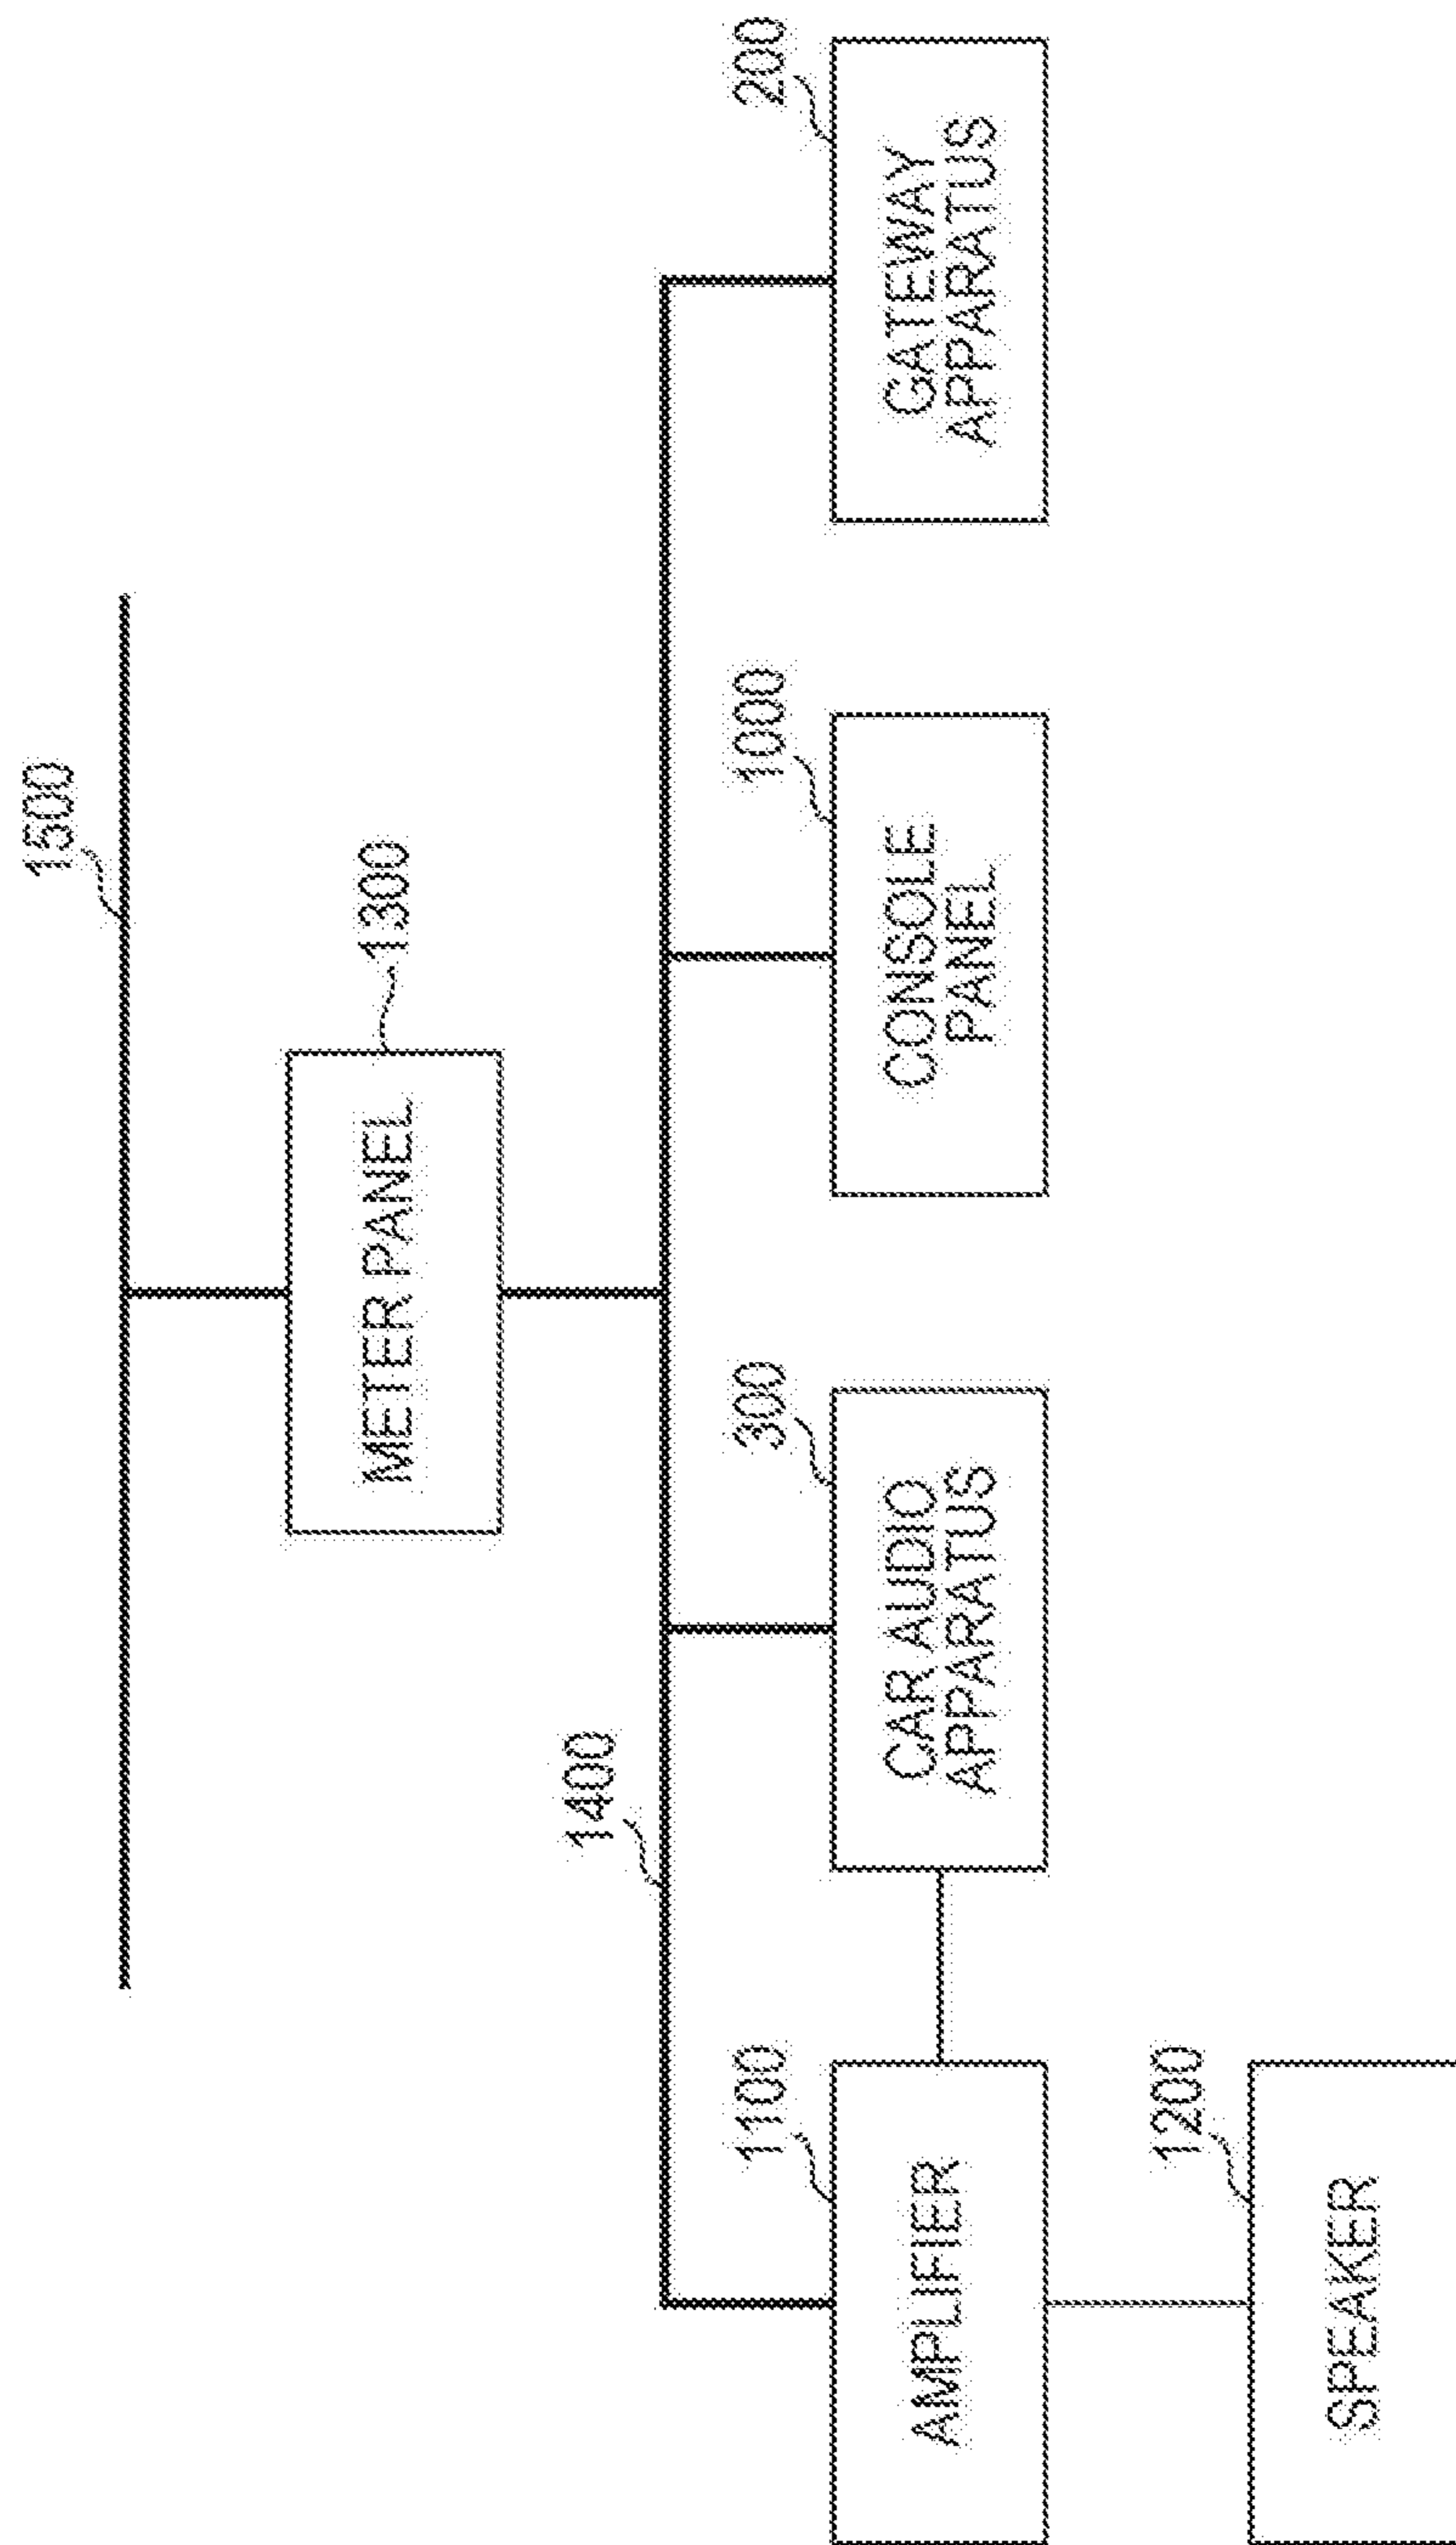 1500
METER PANEL
1300
1400
1100
AMPLIFIER
300
CAR AUDIO
APPARATUS
1000
CONSOLE
PANEL
200
GATEWAY
APPARATUS
1200
SPEAKER